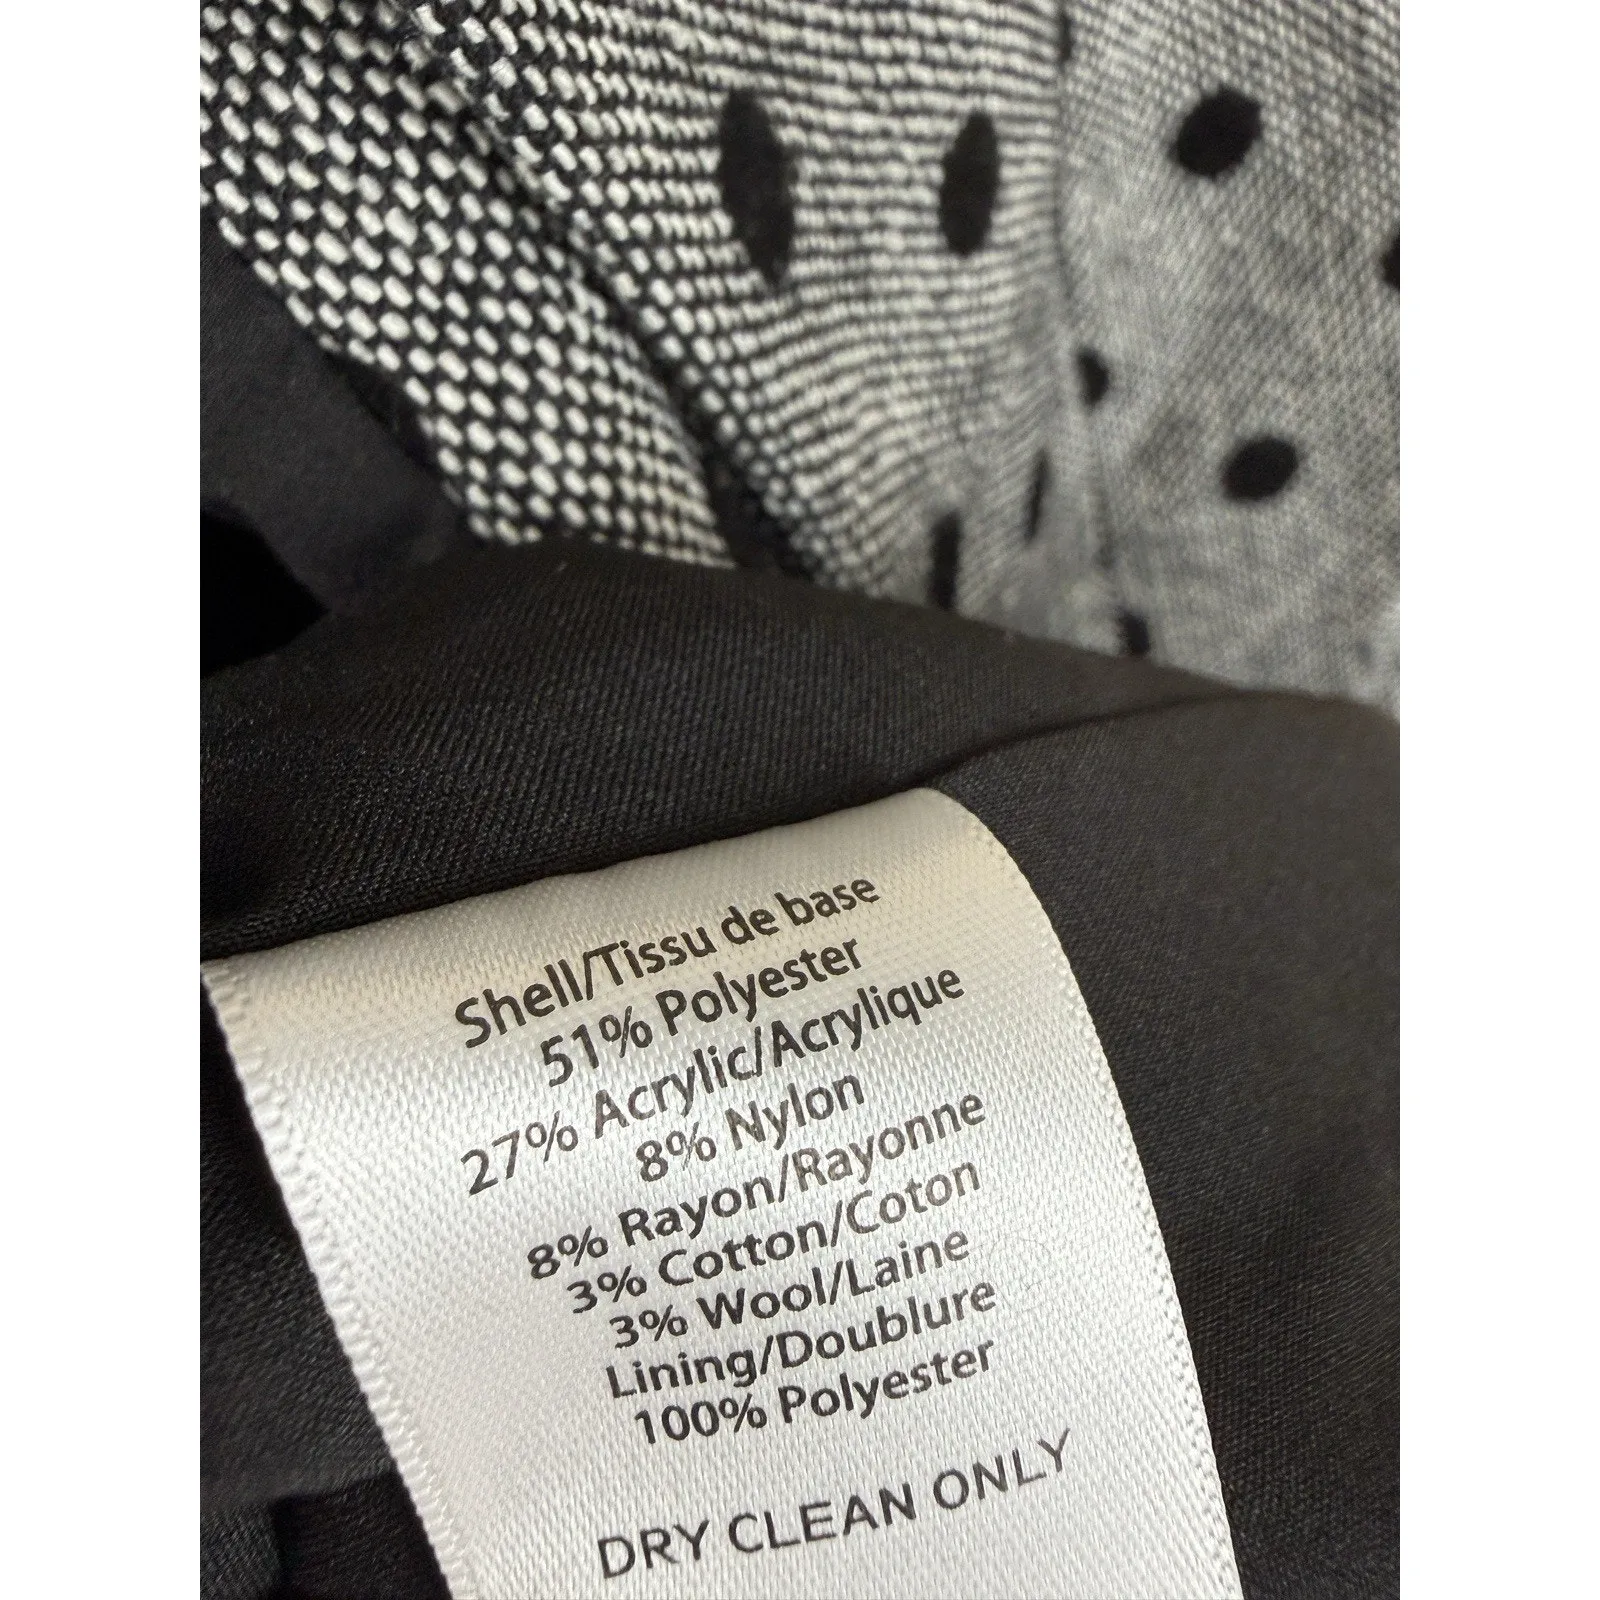 Shell/Tissu de base
51% Polyester
27% Acrylic/Acrylique
8% Nylon
8% Rayon/Rayonne
3% Cotton/Coton
3% Wool/Laine
Lining/Doublure
100% Polyester
DRY CLEAN ONLY